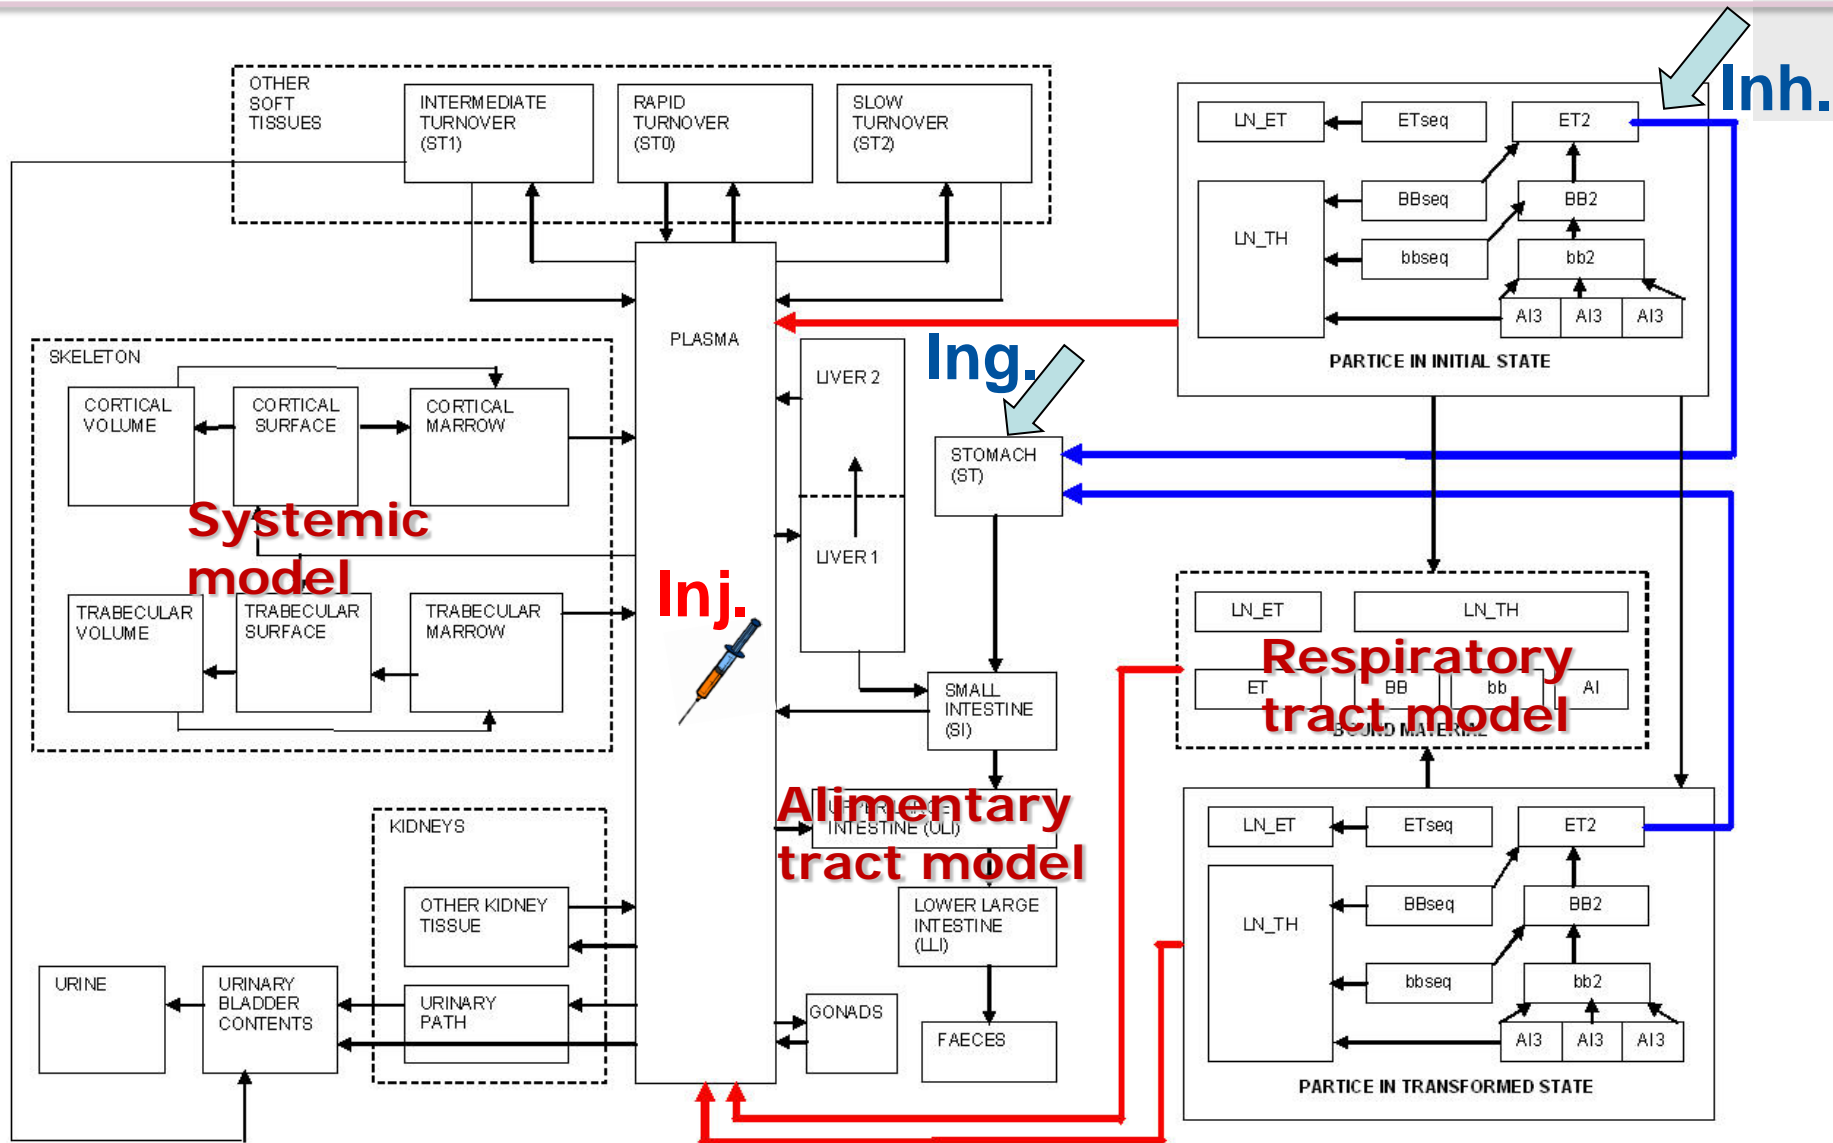 OTHER
SOFT
TISSUES
INTERMEDIATE
TURNOVER
(ST1)
RAPID
TURNOVER
(ST0)
SLOW
TURNOVER
(ST2)
Inh.
LN_ET
ETseq
ET2
BBseq
BB2
LN_TH
bbseq
bb2
AI3
AI3
AI3
PARTICE IN INITIAL STATE
PLASMA
SKELETON
CORTICAL
VOLUME
CORTICAL
SURFACE
CORTICAL
MARROW
LIVER 2
LIVER 1
Ing.
STOMACH
(ST)
Systemic
model
Inj.
TRABECULAR
VOLUME
TRABECULAR
SURFACE
TRABECULAR
MARROW
SMALL
INTESTINE
(SI)
LN_ET
LN_TH
Respiratory
tract model
ET
BB
bb
AI
BOUND MATERIAL
Alimentary
tract model
UPPER LARGE
INTESTINE (ULI)
KIDNEYS
OTHER KIDNEY
TISSUE
LOWER LARGE
INTESTINE
(LLI)
URINE
URINARY
BLADDER
CONTENTS
URINARY
PATH
GONADS
FAECES
LN_ET
ETseq
ET2
BBseq
BB2
LN_TH
bbseq
bb2
AI3
AI3
AI3
PARTICE IN TRANSFORMED STATE